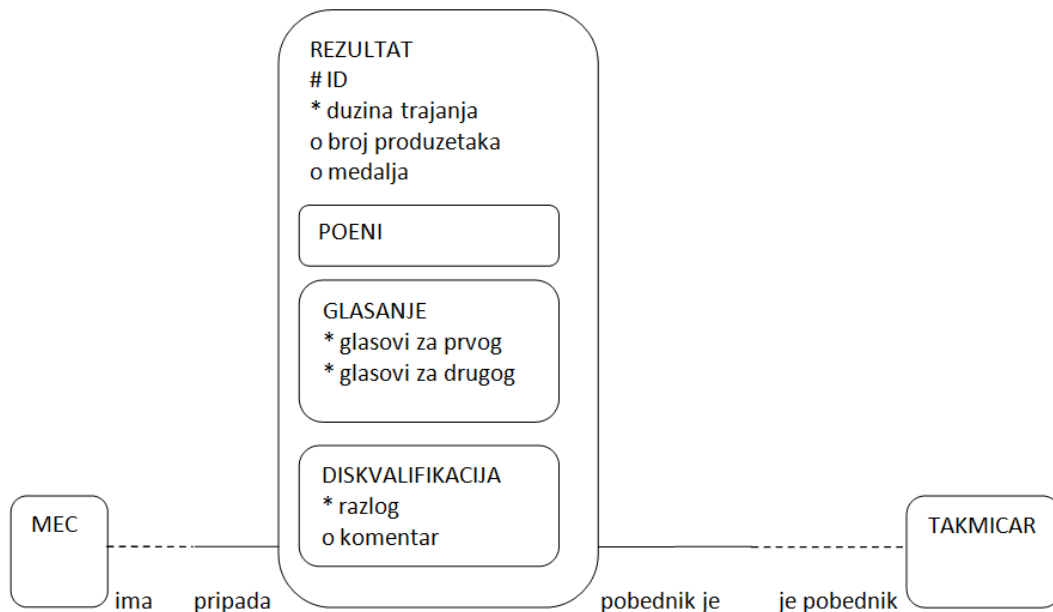 REZULTAT
# ID
* duzina trajanja
o broj produzetaka
o medalja
POENI
GLASANJE
* glasovi za prvog
* glasovi za drugog
DISKVALIFIKACIJA
* razlog
o komentar
MEC
TAKMICAR
ima pripada pobednik je je pobednik